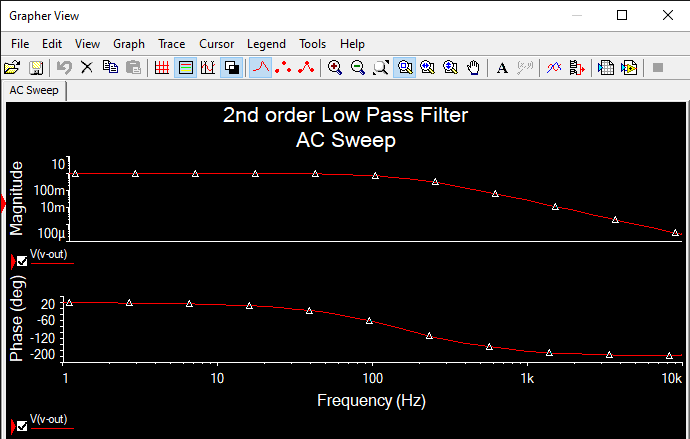 Grapher View
File Edit View Graph Trace Cursor Legend Tools Help
AC Sweep
2nd order Low Pass Filter
AC Sweep
Magnitude
10
100m
10m
100µ
V(v-out)
Phase (deg)
20
-60
-120
-200
1 10 100 1k 10k
Frequency (Hz)
V(v-out)